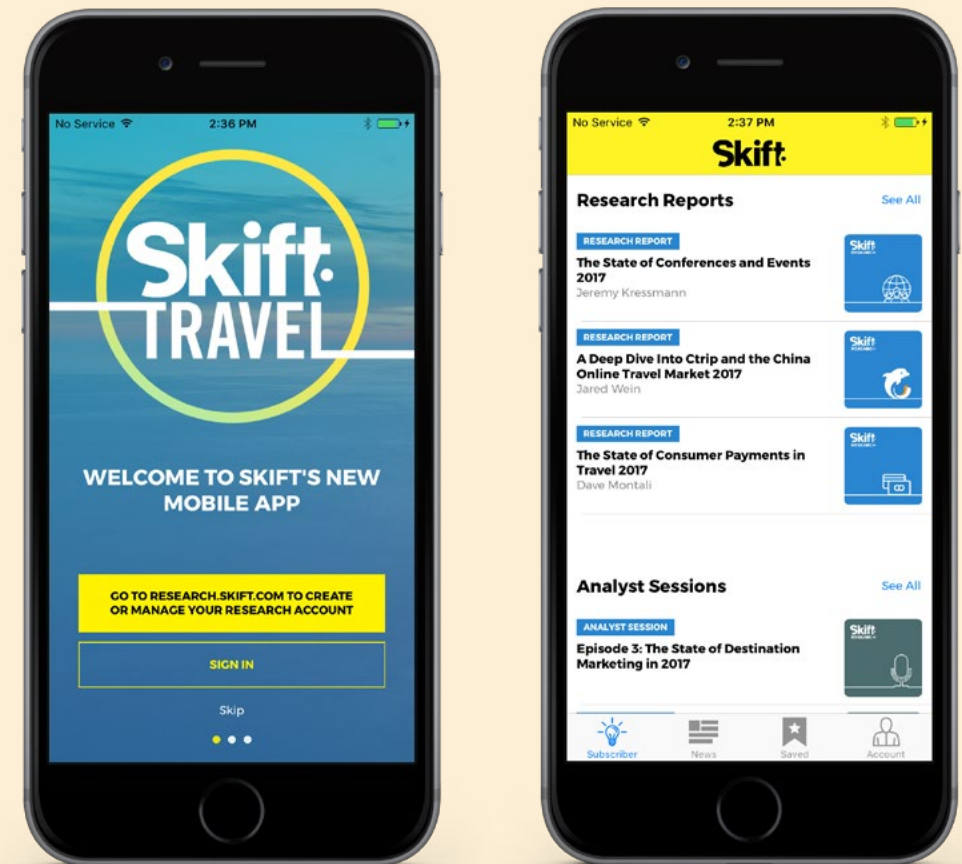 No Service 2:36 PM
Skift
TRAVEL
WELCOME TO SKIFT'S NEW
MOBILE APP
GO TO RESEARCH.SKIFT.COM TO CREATE
OR MANAGE YOUR RESEARCH ACCOUNT
SIGN IN
Skip
No Service 2:37 PM
Skift
Research Reports See All
RESEARCH REPORT
The State of Conferences and Events
2017
Jeremy Kressmann
Skift
RESEARCH
RESEARCH REPORT
A Deep Dive Into Ctrip and the China
Online Travel Market 2017
Jared Wein
Skift
RESEARCH
RESEARCH REPORT
The State of Consumer Payments in
Travel 2017
Dave Montali
Skift
RESEARCH
Analyst Sessions See All
ANALYST SESSION
Episode 3: The State of Destination
Marketing in 2017
Skift
RESEARCH
Subscriber News Saved Account